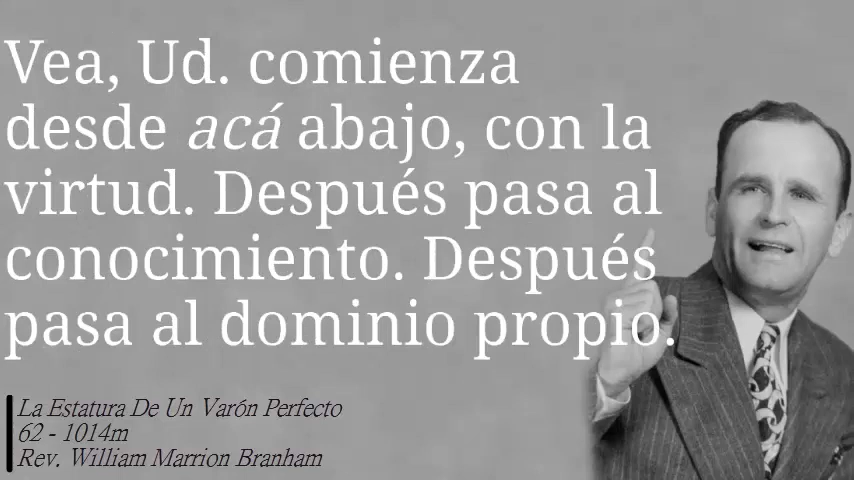 Vea, Ud. comienza
desde acá abajo, con la
virtud. Después pasa al
conocimiento. Después
pasa al dominio propio.
La Estatura De Un Varón Perfecto
62 - 1014m
Rev. William Marrion Branham